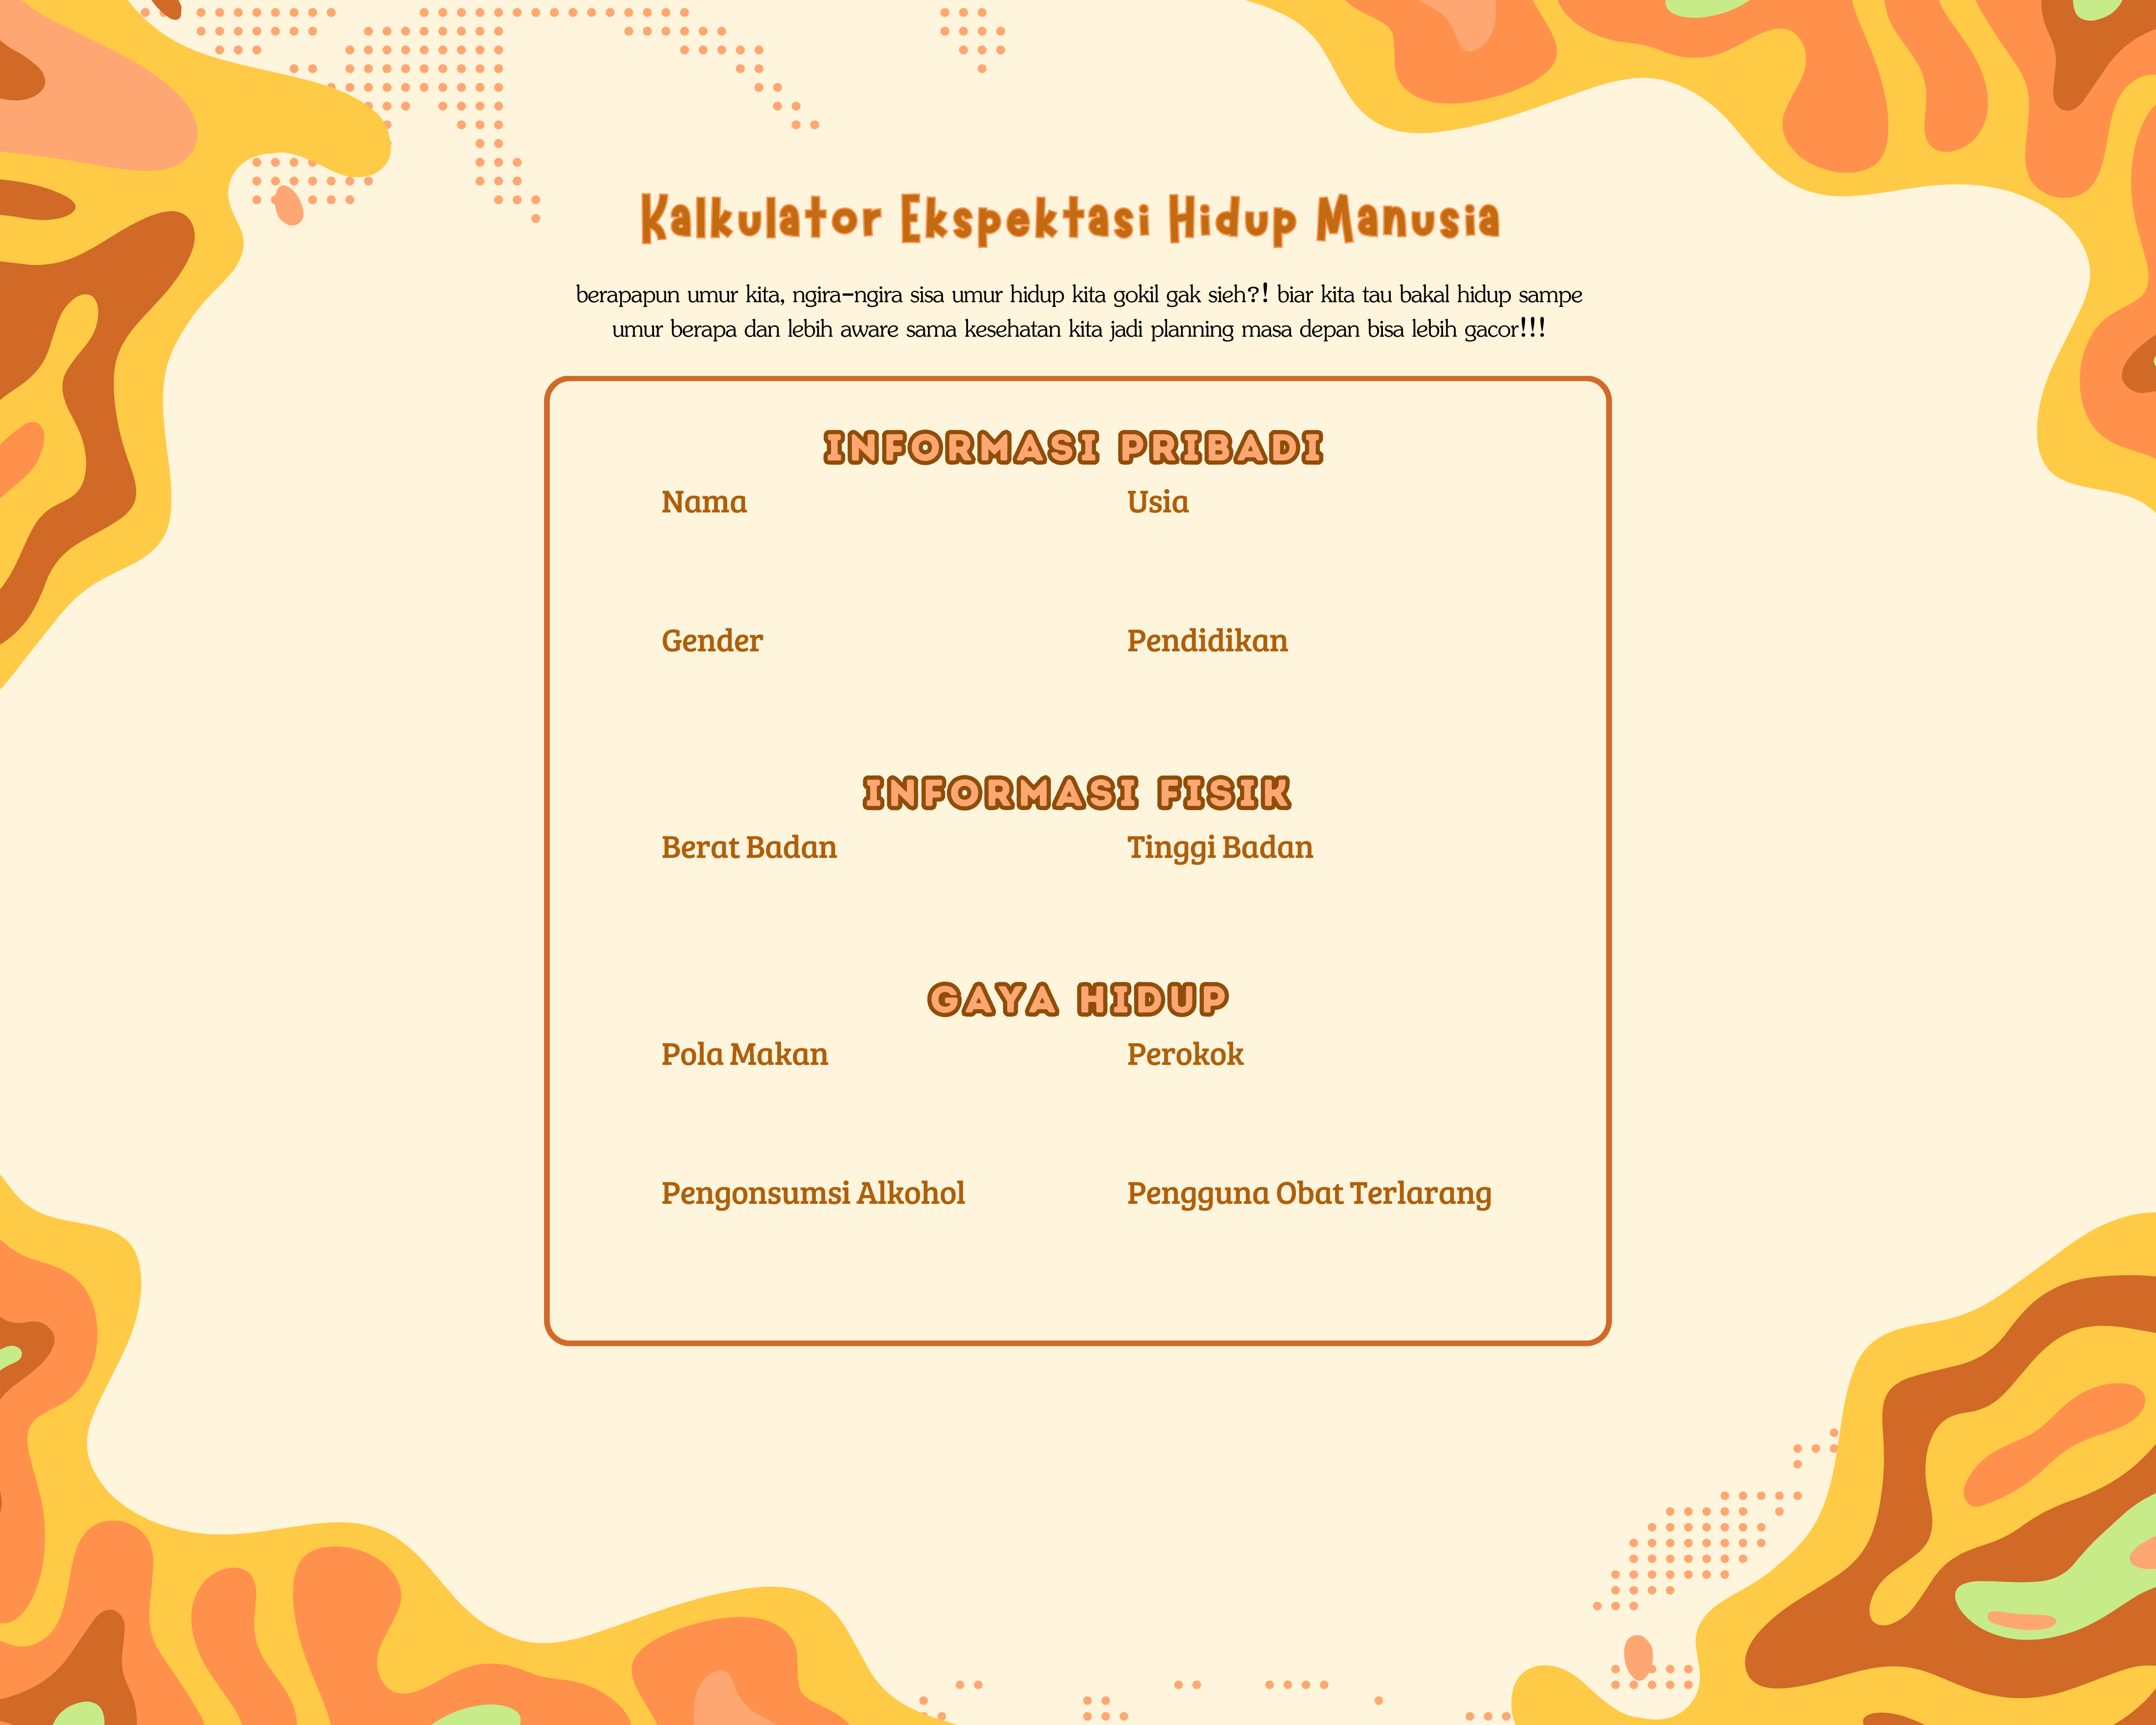 Kalkulator Ekspektasi Hidup Manusia
berapapun umur kita, ngira-ngira sisa umur hidup kita gokil gak sieh?! biar kita tau bakal hidup sampe
umur berapa dan lebih aware sama kesehatan kita jadi planning masa depan bisa lebih gacor!!!
INFORMASI PRIBADI
Nama Usia
Gender Pendidikan
INFORMASI FISIK
Berat Badan Tinggi Badan
GAYA HIDUP
Pola Makan Perokok
Pengonsumsi Alkohol Pengguna Obat Terlarang